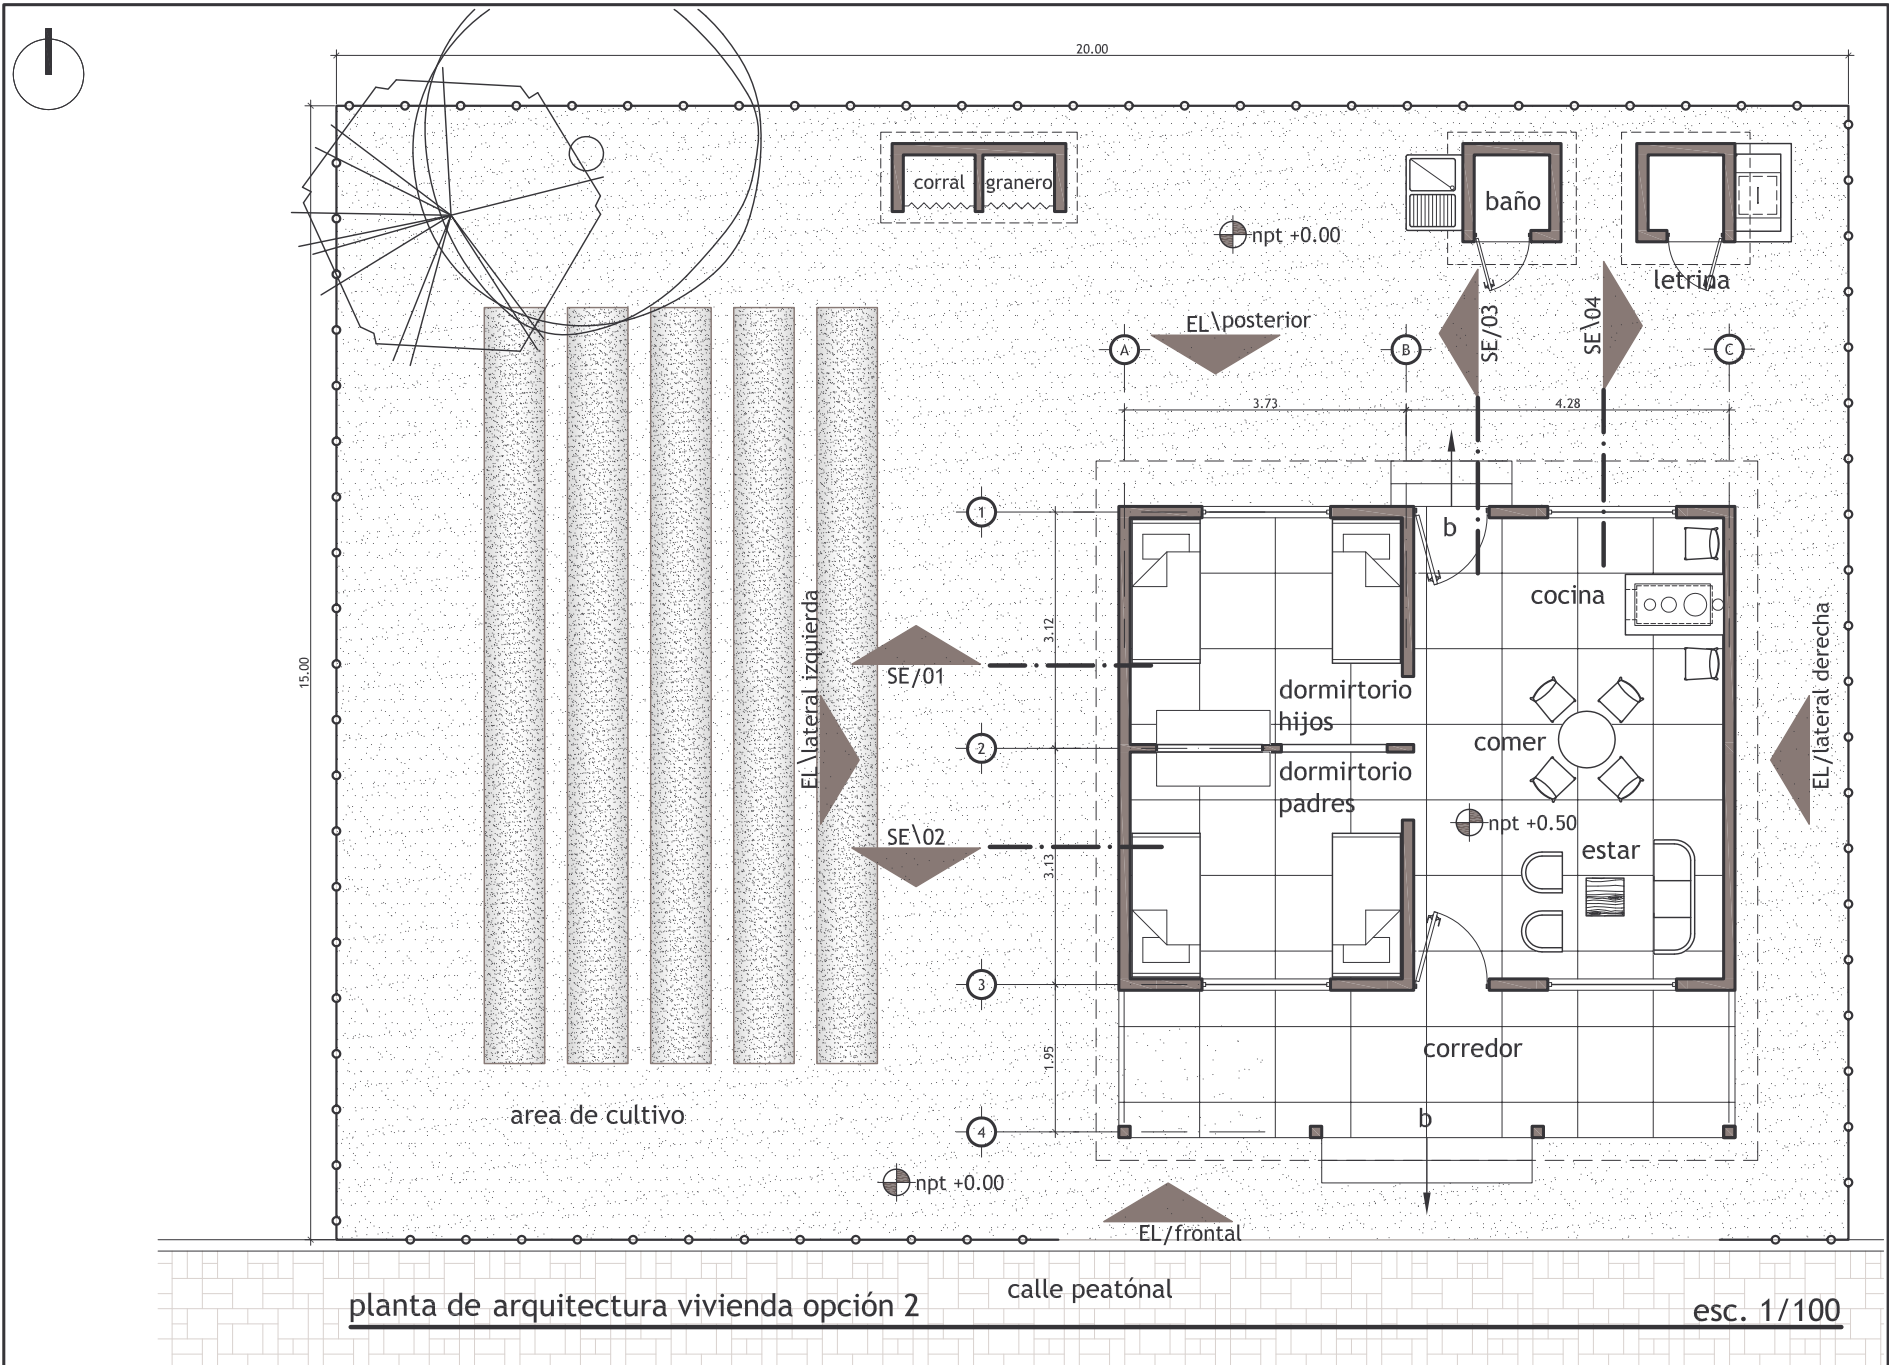 20.00
corral
granero
baño
npt +0.00
letrina
EL\posterior
SE/03
SE\04
A
B
C
3.73
4.28
1
b
cocina
3.12
15.00
EL\lateral izquierda
SE/01
EL/lateral derecha
dormirtorio
hijos
2
comer
dormirtorio
padres
npt +0.50
SE\02
3.13
estar
3
corredor
1.95
area de cultivo
b
4
npt +0.00
EL/frontal
calle peatónal
planta de arquitectura vivienda opción 2
esc. 1/100